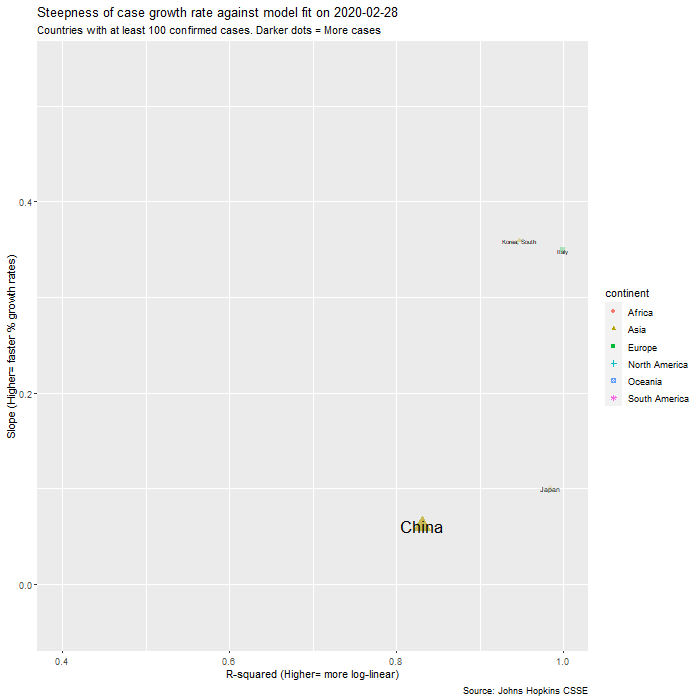 Steepness of case growth rate against model fit on 2020-02-28
Countries with at least 100 confirmed cases. Darker dots = More cases
Slope (Higher= faster % growth rates)
0.4
0.2
0.0
Korea, South
Italy
Japan
China
0.4
0.6
0.8
1.0
R-squared (Higher= more log-linear)
continent
Africa
Asia
Europe
North America
Oceania
South America
Source: Johns Hopkins CSSE